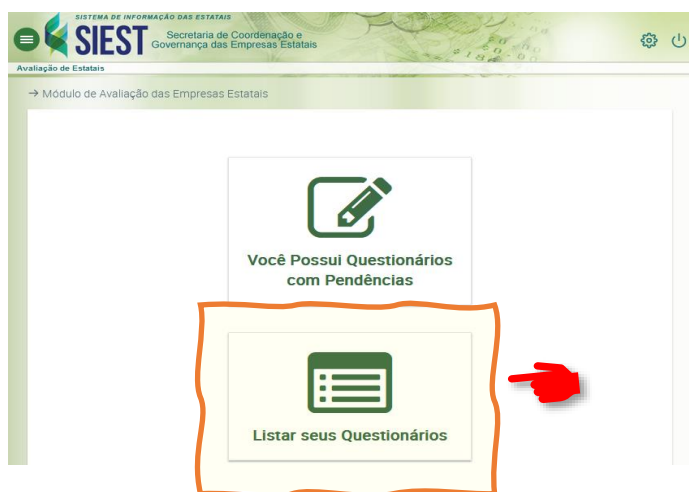 SISTEMA DE INFORMAÇÃO DAS ESTATAIS
SIEST
Secretaria de Coordenação e
Governança das Empresas Estatais
Avaliação de Estatais
→ Módulo de Avaliação das Empresas Estatais
Você Possui Questionários
com Pendências
Listar seus Questionários